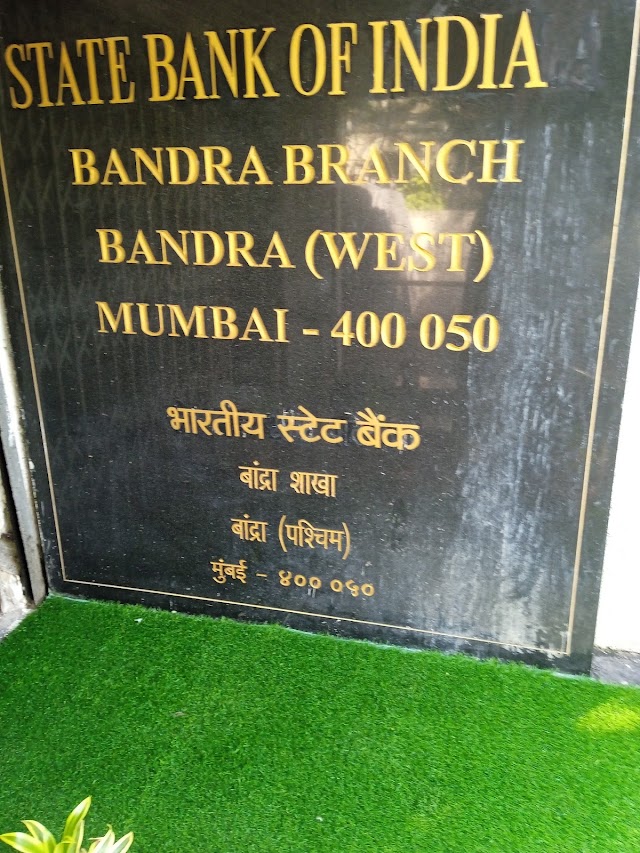 STATE BANK OF INDIA
BANDRA BRANCH
BANDRA (WEST)
MUMBAI - 400 050
भारतीय स्टेट बैंक
बांद्रा शाखा
बांद्रा (पश्चिम)
मुंबई - ४०० ०५०